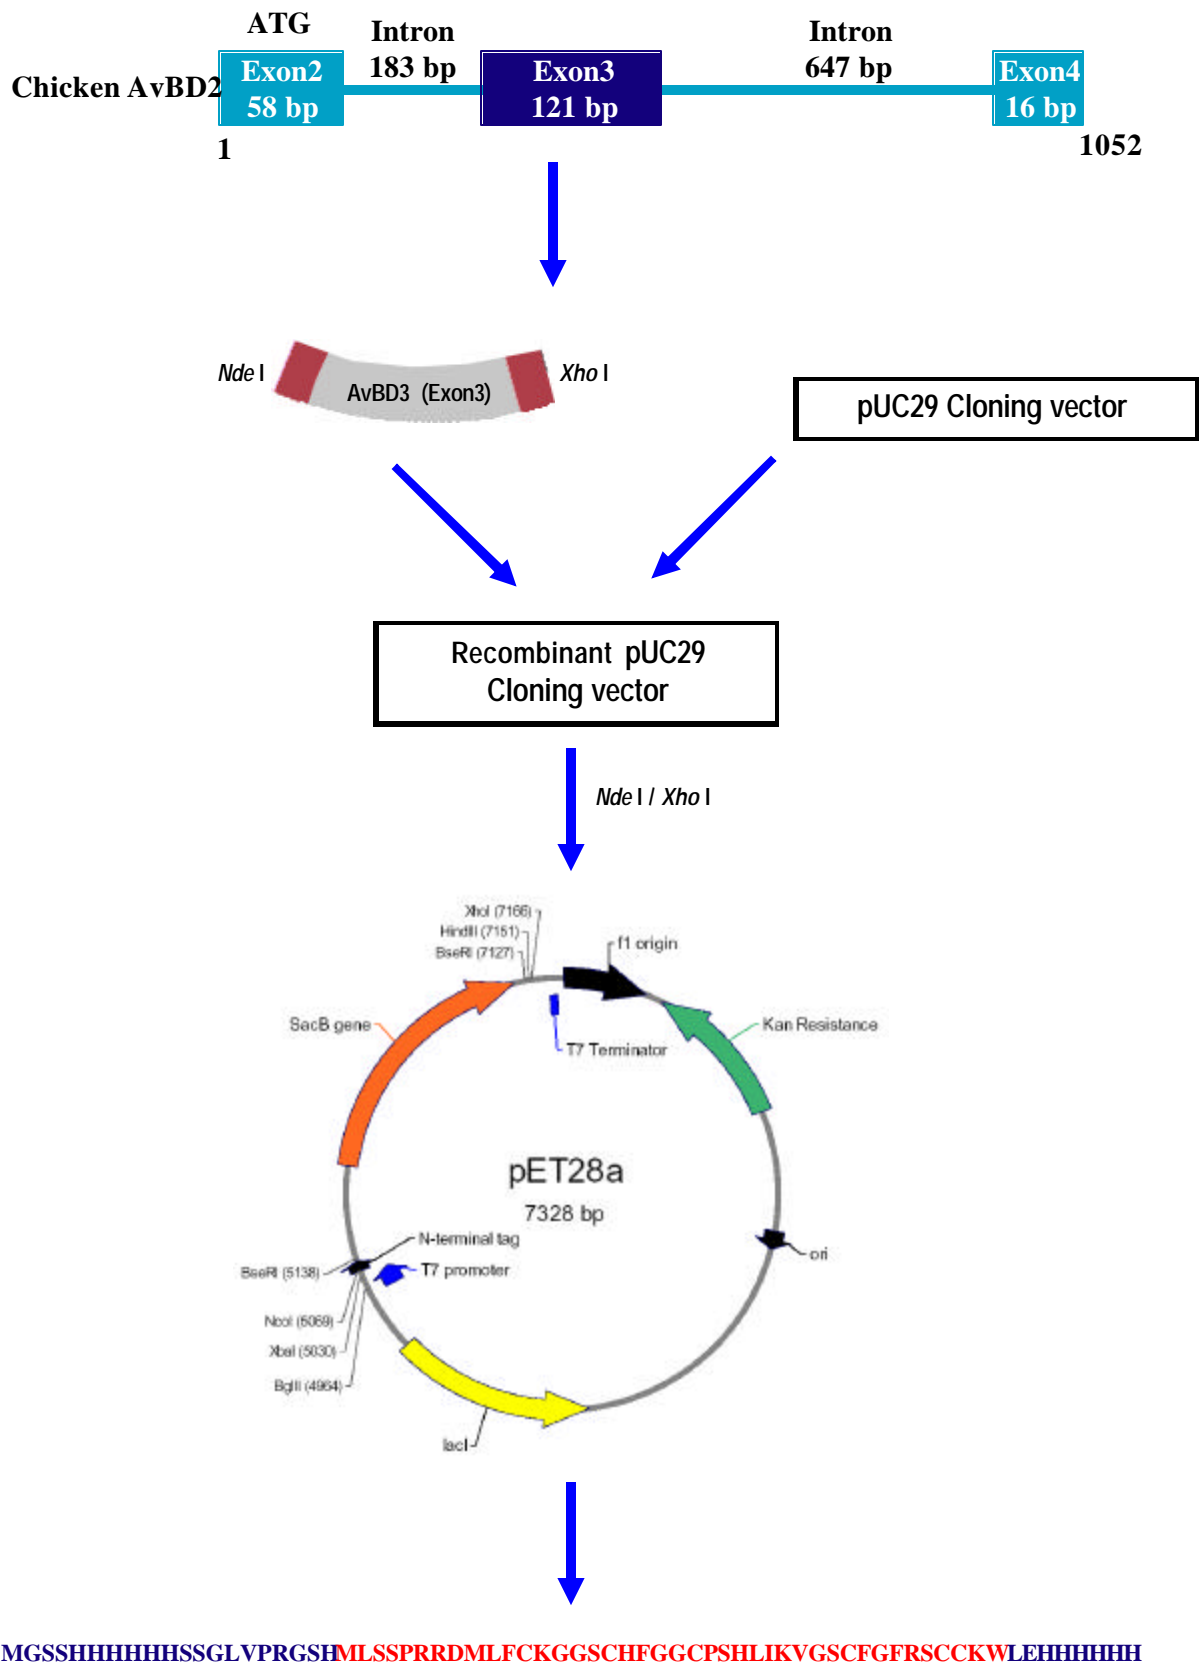 ATG
Intron
183 bp
Intron
647 bp
Chicken AvBD2
Exon2
58 bp
Exon3
121 bp
Exon4
16 bp
1
1052
Nde I
AvBD3 (Exon3)
Xho I
pUC29 Cloning vector
Recombinant pUC29
Cloning vector
Nde I / Xho I
XhoI (7166)
HindIII (7151)
BseRI (7127)
f1 origin
SacB gene
Kan Resistance
T7 Terminator
pET28a
7328 bp
N-terminal tag
ori
BseRI (5138)
T7 promoter
NcoI (5069)
XbaI (5030)
BglII (4964)
lacI
MGSSHHHHHHSSGLVPRGSHMLSSPRRDMLFCKGGSCHFGGCPSHLIKVGSCFGFRSCCKWLEHHHHHH